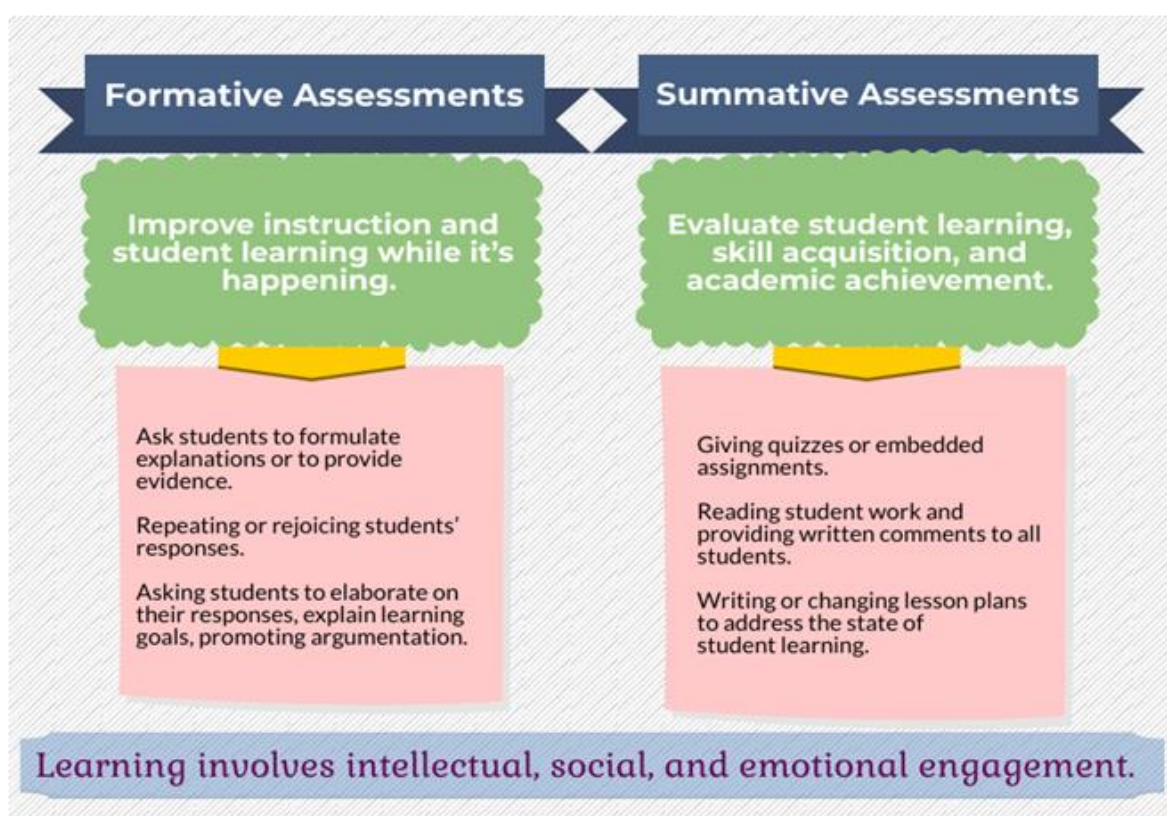 Formative Assessments
Improve instruction and
student learning while it's
happening.
Ask students to formulate
explanations or to provide
evidence.
Repeating or rejoicing students'
responses.
Asking students to elaborate on
their responses, explain learning
goals, promoting argumentation.
Summative Assessments
Evaluate student learning,
skill acquisition, and
academic achievement.
Giving quizzes or embedded
assignments.
Reading student work and
providing written comments to all
students.
Writing or changing lesson plans
to address the state of
student learning.
Learning involves intellectual, social, and emotional engagement.